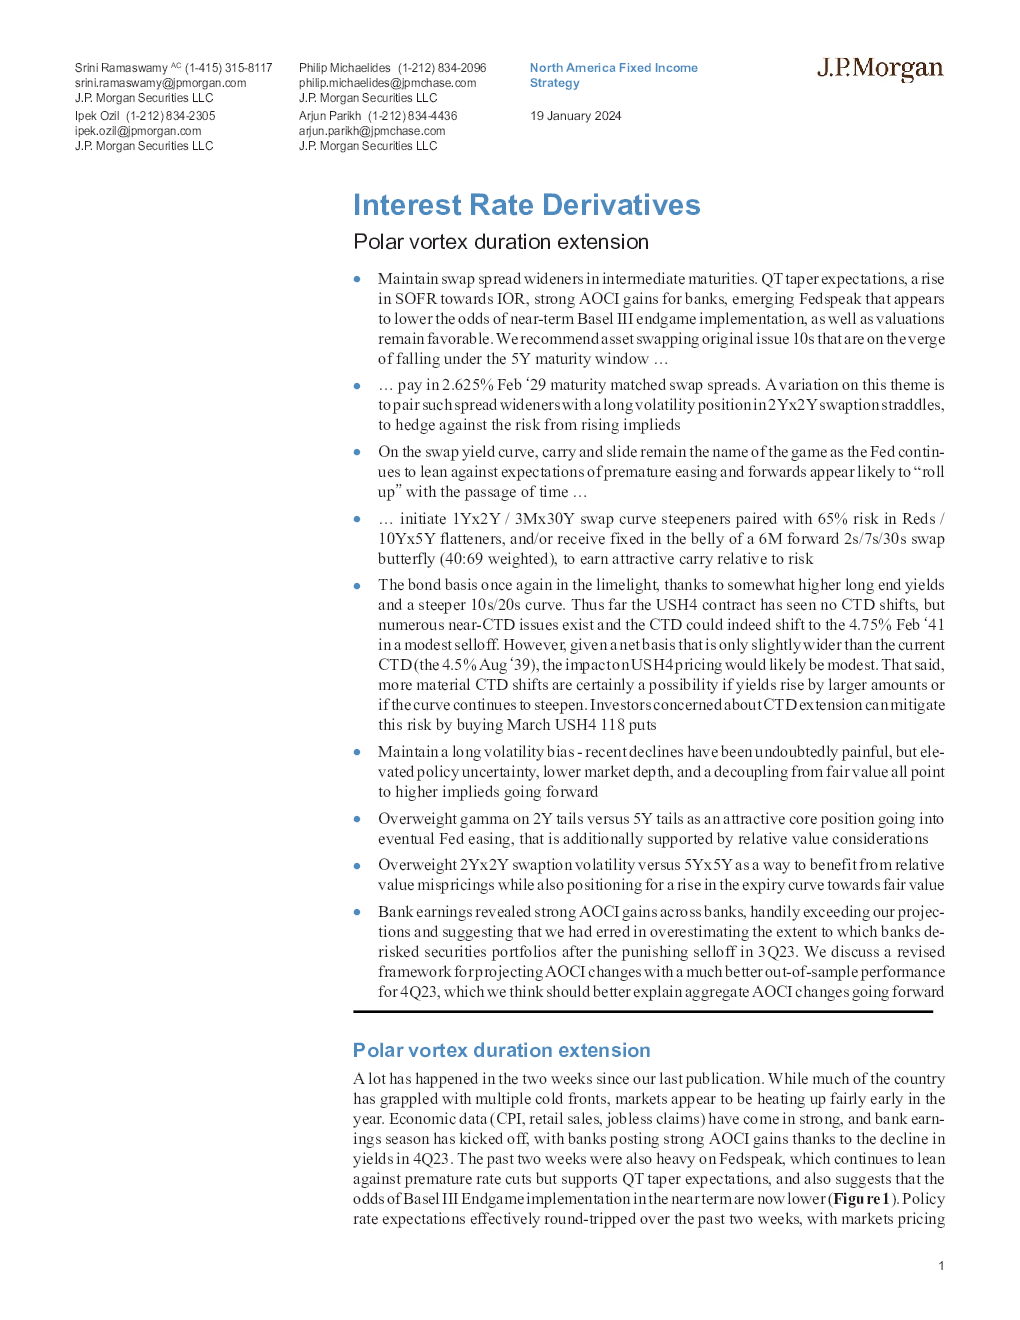 Srini Ramaswamy AC (1-415) 315-8117
srini.ramaswamy@jpmorgan.com
J.P. Morgan Securities LLC
Ipek Ozil (1-212) 834-2305
ipek.ozil@jpmorgan.com
J.P. Morgan Securities LLC
Philip Michaelides (1-212) 834-2096
philip.michaelides@jpmchase.com
J.P. Morgan Securities LLC
Arjun Parikh (1-212) 834-4436
arjun.parikh@jpmchase.com
J.P. Morgan Securities LLC
North America Fixed Income
Strategy
19 January 2024
J.P.Morgan
Interest Rate Derivatives
Polar vortex duration extension
• Maintain swap spread wideners in intermediate maturities. QT taper expectations, a rise
in SOFR towards IOR, strong AOCI gains for banks, emerging Fedspeak that appears
to lower the odds of near-term Basel III endgame implementation, as well as valuations
remain favorable. We recommend asset swapping original issue 10s that are on the verge
of falling under the 5Y maturity window …
• … pay in 2.625% Feb ‘29 maturity matched swap spreads. A variation on this theme is
to pair such spread wideners with a long volatility position in 2Yx2Y swaption straddles,
to hedge against the risk from rising implieds
• On the swap yield curve, carry and slide remain the name of the game as the Fed contin-
ues to lean against expectations of premature easing and forwards appear likely to “roll
up” with the passage of time …
• … initiate 1Yx2Y / 3Mx30Y swap curve steepeners paired with 65% risk in Reds /
10Yx5Y flatteners, and/or receive fixed in the belly of a 6M forward 2s/7s/30s swap
butterfly (40:69 weighted), to earn attractive carry relative to risk
• The bond basis once again in the limelight, thanks to somewhat higher long end yields
and a steeper 10s/20s curve. Thus far the USH4 contract has seen no CTD shifts, but
numerous near-CTD issues exist and the CTD could indeed shift to the 4.75% Feb ‘41
in a modest selloff. However, given a net basis that is only slightly wider than the current
CTD (the 4.5% Aug ‘39), the impact on USH4 pricing would likely be modest. That said,
more material CTD shifts are certainly a possibility if yields rise by larger amounts or
if the curve continues to steepen. Investors concerned about CTD extension can mitigate
this risk by buying March USH4 118 puts
• Maintain a long volatility bias - recent declines have been undoubtedly painful, but ele-
vated policy uncertainty, lower market depth, and a decoupling from fair value all point
to higher implieds going forward
• Overweight gamma on 2Y tails versus 5Y tails as an attractive core position going into
eventual Fed easing, that is additionally supported by relative value considerations
• Overweight 2Yx2Y swaption volatility versus 5Yx5Y as a way to benefit from relative
value mispricings while also positioning for a rise in the expiry curve towards fair value
• Bank earnings revealed strong AOCI gains across banks, handily exceeding our projec-
tions and suggesting that we had erred in overestimating the extent to which banks de-
risked securities portfolios after the punishing selloff in 3Q23. We discuss a revised
framework for projecting AOCI changes with a much better out-of-sample performance
for 4Q23, which we think should better explain aggregate AOCI changes going forward
Polar vortex duration extension
A lot has happened in the two weeks since our last publication. While much of the country
has grappled with multiple cold fronts, markets appear to be heating up fairly early in the
year. Economic data (CPI, retail sales, jobless claims) have come in strong, and bank earn-
ings season has kicked off, with banks posting strong AOCI gains thanks to the decline in
yields in 4Q23. The past two weeks were also heavy on Fedspeak, which continues to lean
against premature rate cuts but supports QT taper expectations, and also suggests that the
odds of Basel III Endgame implementation in the near term are now lower (Figure 1). Policy
rate expectations effectively round-tripped over the past two weeks, with markets pricing
1